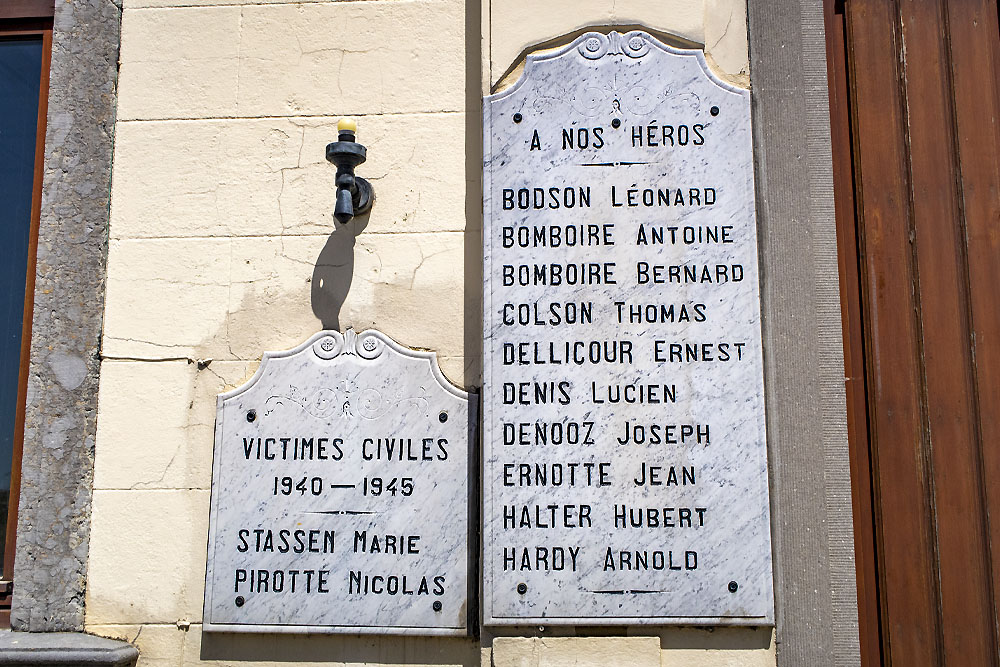 VICTIMES CIVILES
1940 — 1945
STASSEN MARIE
PIROTTE NICOLAS
A NOS HÉROS
BODSON LÉONARD
BOMBOIRE ANTOINE
BOMBOIRE BERNARD
COLSON THOMAS
DELLICOUR ERNEST
DENIS LUCIEN
DENOOZ JOSEPH
ERNOTTE JEAN
HALTER HUBERT
HARDY ARNOLD